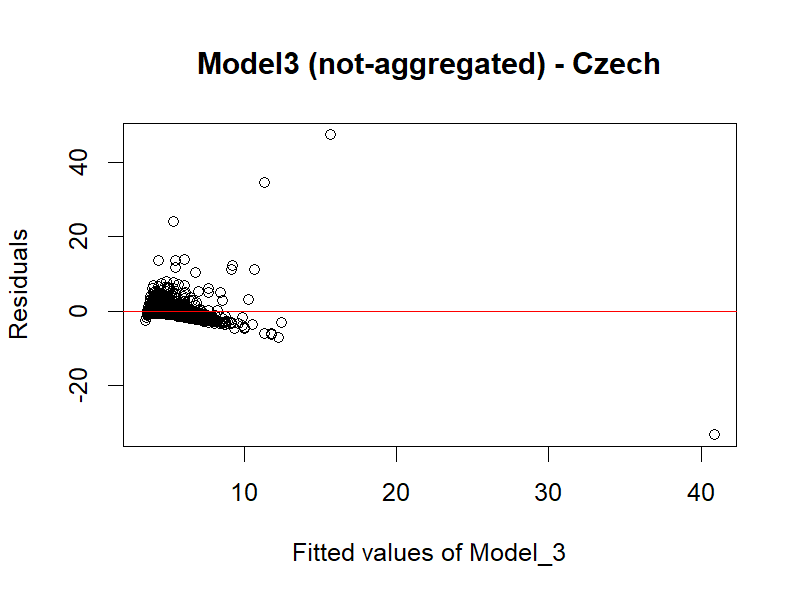 Model3 (not-aggregated) - Czech
Residuals
40
20
0
-20
10
20
30
40
Fitted values of Model_3